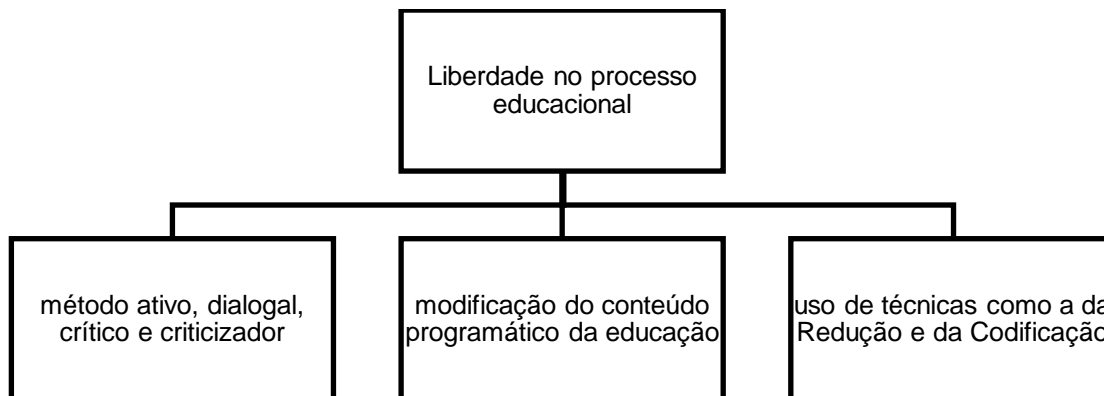 Liberdade no processo
educacional
método ativo, dialogal,
crítico e criticizador
modificação do conteúdo
programático da educação
uso de técnicas como a da
Redução e da Codificação